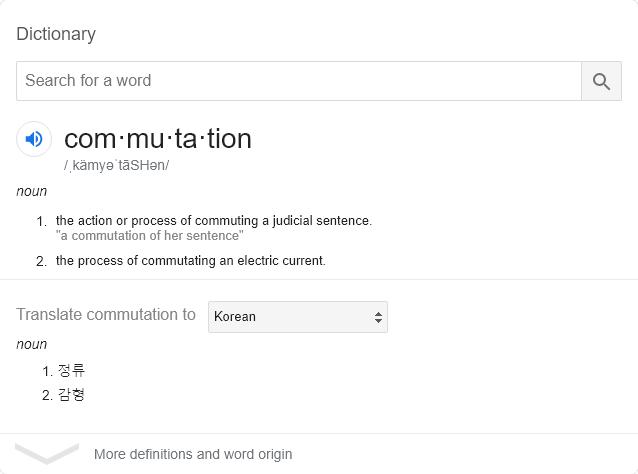 Dictionary
Search for a word
com·mu·ta·tion
/ˌkämyəˈtāSHən/
noun
1. the action or process of commuting a judicial sentence.
"a commutation of her sentence"
2. the process of commutating an electric current.
Translate commutation to Korean
noun
1. 정류
2. 감형
More definitions and word origin